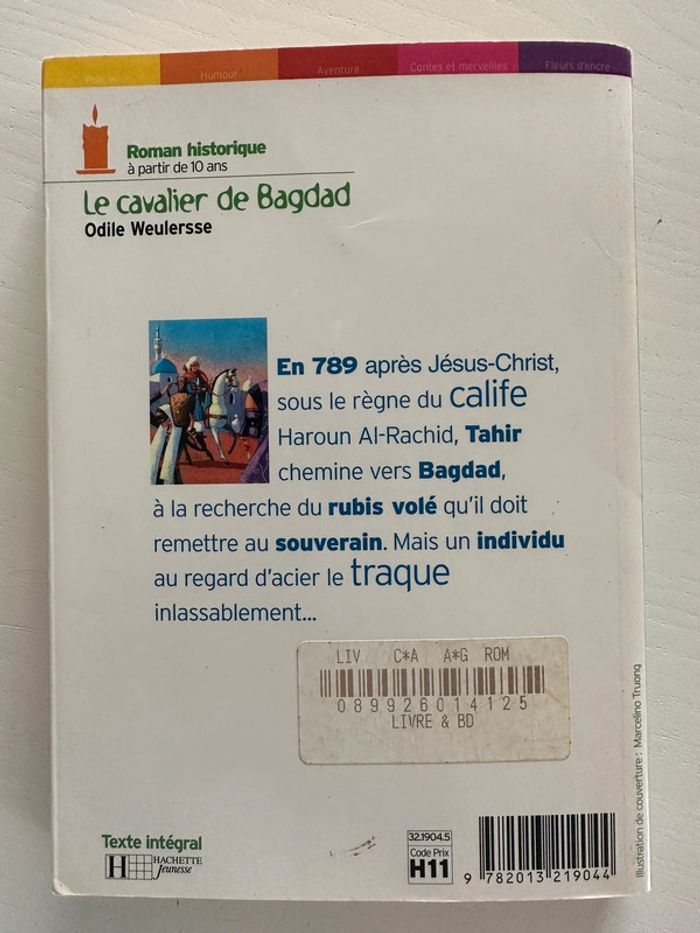 Policier Humour Aventure Contes et merveilles Fleurs d'encre
Roman historique
à partir de 10 ans
Le cavalier de Bagdad
Odile Weulersse
En 789 après Jésus-Christ,
sous le règne du calife
Haroun Al-Rachid, Tahir
chemine vers Bagdad,
à la recherche du rubis volé qu'il doit
remettre au souverain. Mais un individu
au regard d'acier le traque
inlassablement...
LIV C*A A*G ROM
089926014125
LIVRE & BD
Illustration de couverture : Marcelino Truong
Texte intégral
H HACHETTE
Jeunesse
32.1904.5
Code Prix
H11
9 782013 219044